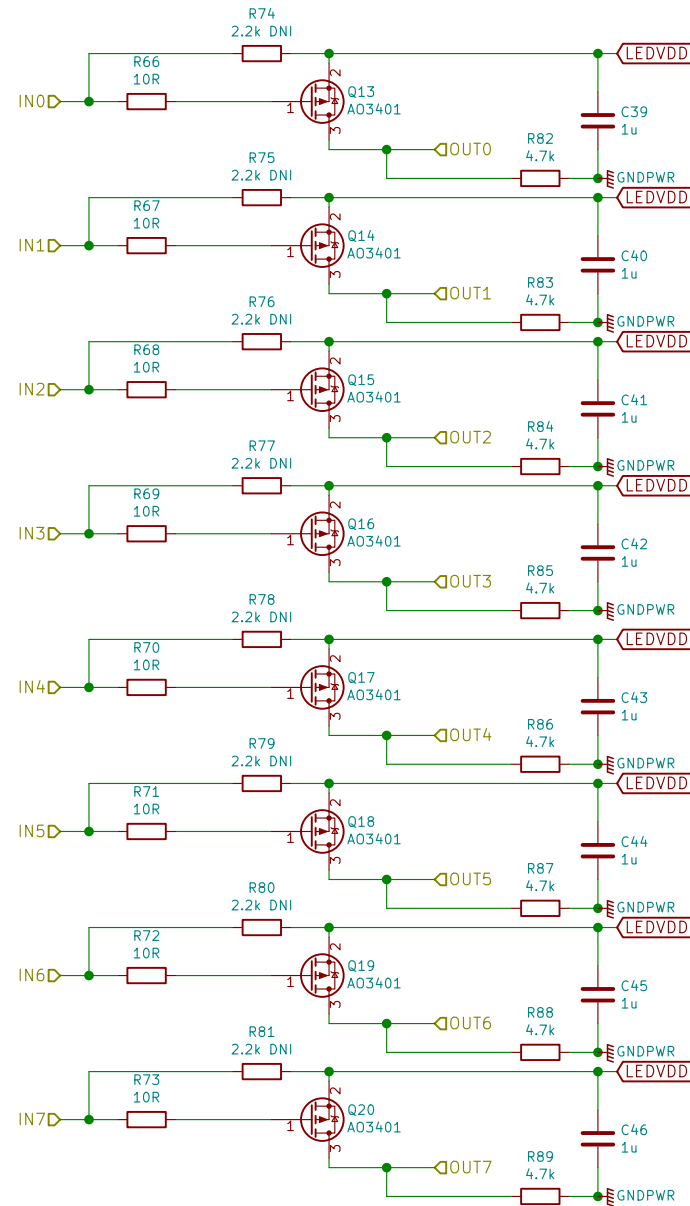 R74
2.2k DNI
LEDVDD
R66
10R
IN0
1
2
3
Q13
AO3401
OUT0
R82
4.7k
C39
1u
GNDPWR
R75
2.2k DNI
LEDVDD
R67
10R
IN1
1
2
3
Q14
AO3401
OUT1
R83
4.7k
C40
1u
GNDPWR
R76
2.2k DNI
LEDVDD
R68
10R
IN2
1
2
3
Q15
AO3401
OUT2
R84
4.7k
C41
1u
GNDPWR
R77
2.2k DNI
LEDVDD
R69
10R
IN3
1
2
3
Q16
AO3401
OUT3
R85
4.7k
C42
1u
GNDPWR
R78
2.2k DNI
LEDVDD
R70
10R
IN4
1
2
3
Q17
AO3401
OUT4
R86
4.7k
C43
1u
GNDPWR
R79
2.2k DNI
LEDVDD
R71
10R
IN5
1
2
3
Q18
AO3401
OUT5
R87
4.7k
C44
1u
GNDPWR
R80
2.2k DNI
LEDVDD
R72
10R
IN6
1
2
3
Q19
AO3401
OUT6
R88
4.7k
C45
1u
GNDPWR
R81
2.2k DNI
LEDVDD
R73
10R
IN7
1
2
3
Q20
AO3401
OUT7
R89
4.7k
C46
1u
GNDPWR